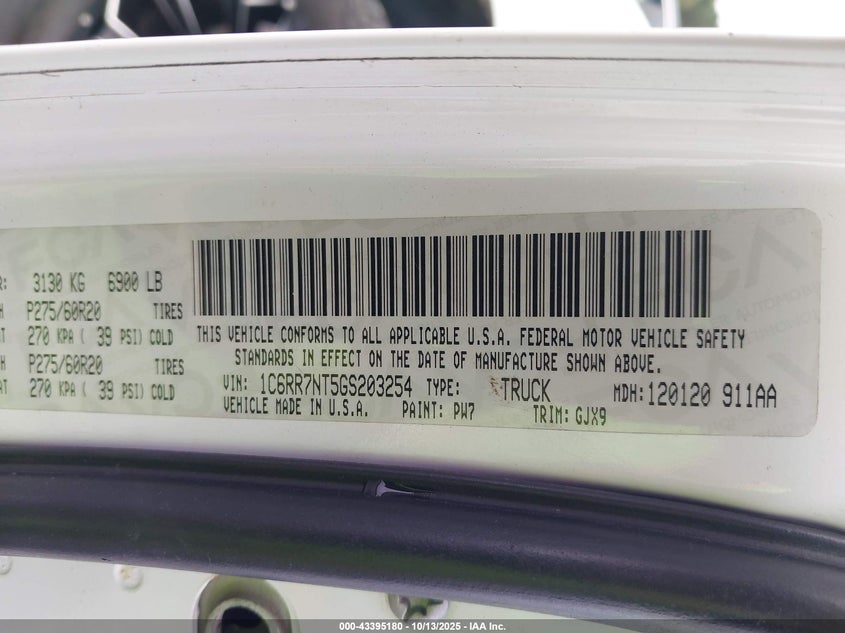 R: 3130 KG 6900 LB
H P275/60R20 TIRES
AT 270 KPA ( 39 PSI) COLD
H P275/60R20 TIRES
AT 270 KPA ( 39 PSI) COLD
THIS VEHICLE CONFORMS TO ALL APPLICABLE U.S.A. FEDERAL MOTOR VEHICLE SAFETY
STANDARDS IN EFFECT ON THE DATE OF MANUFACTURE SHOWN ABOVE.
VIN: 1C6RR7NT5GS203254 TYPE: TRUCK MDH:120120 911AA
VEHICLE MADE IN U.S.A. PAINT: PW7 TRIM: GJX9
000-43395180 - 10/13/2025 - IAA Inc.